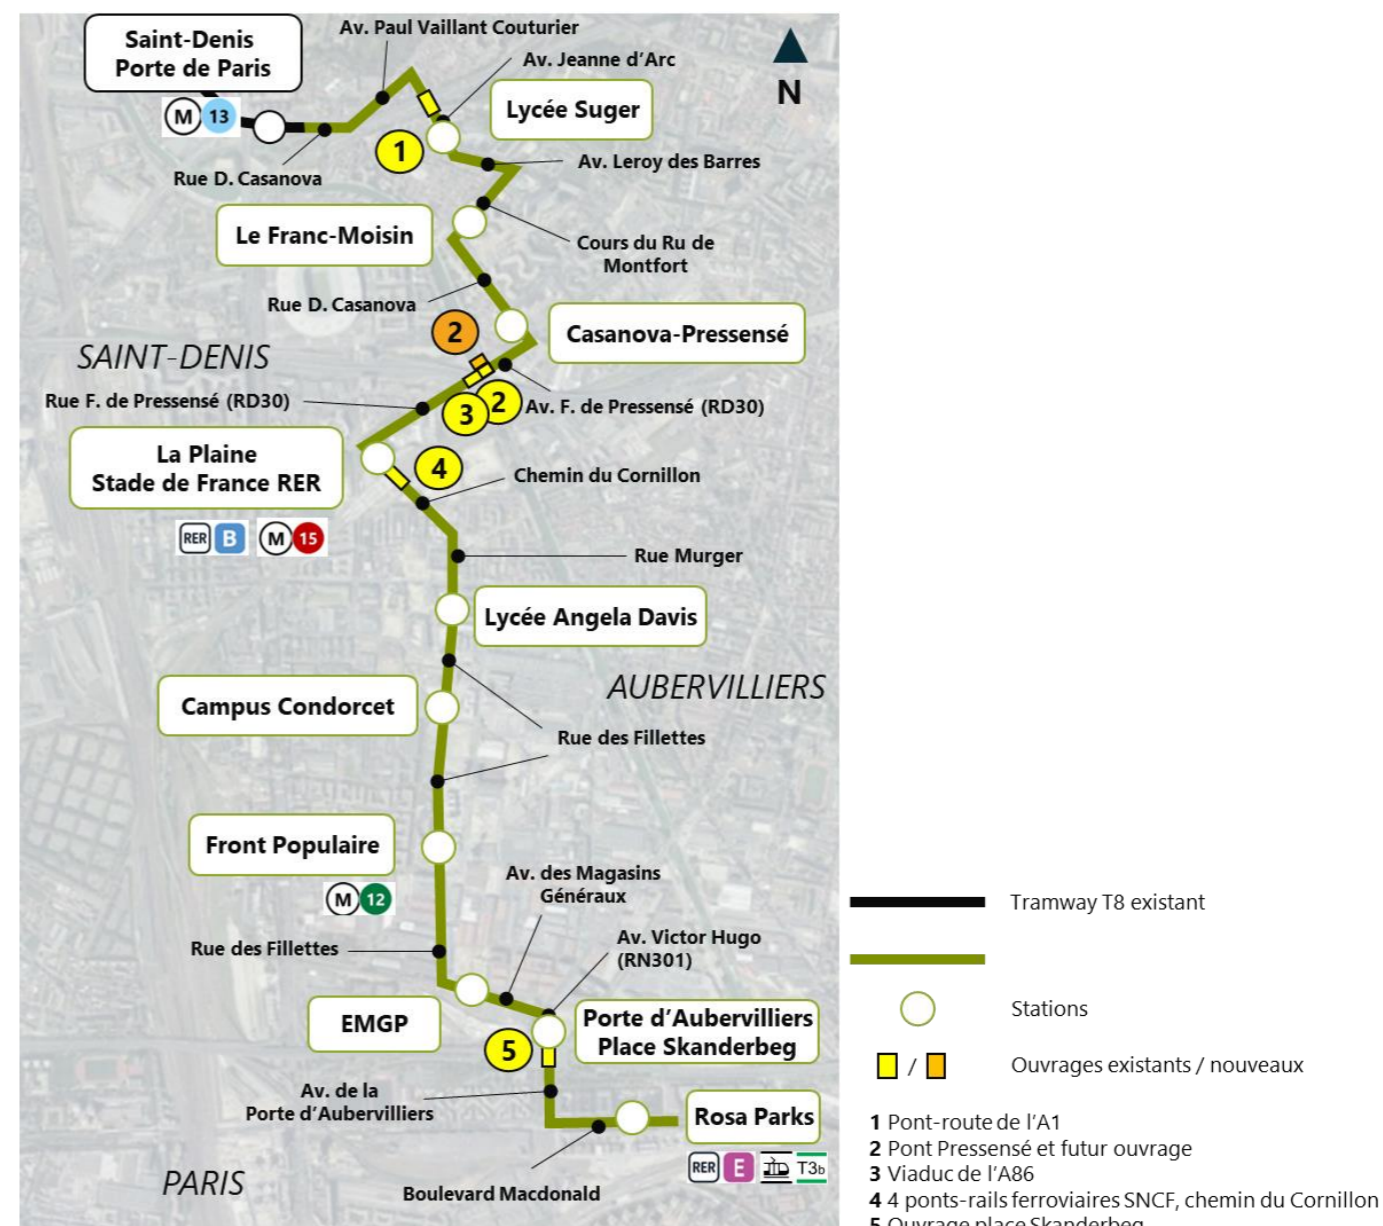 Saint-Denis
Porte de Paris
M 13
Av. Paul Vaillant Couturier
Av. Jeanne d'Arc
N
Lycée Suger
1
Rue D. Casanova
Av. Leroy des Barres
Le Franc-Moisin
Cours du Ru de
Montfort
Rue D. Casanova
2
Casanova-Pressensé
SAINT-DENIS
Rue F. de Pressensé (RD30)
3
2
Av. F. de Pressensé (RD30)
La Plaine
Stade de France RER
4
Chemin du Cornillon
RER B M 15
Rue Murger
Lycée Angela Davis
AUBERVILLIERS
Campus Condorcet
Rue des Fillettes
Front Populaire
M 12
Av. des Magasins
Généraux
Rue des Fillettes
Av. Victor Hugo
(RN301)
EMGP
Porte d'Aubervilliers
Place Skanderbeg
5
Av. de la
Porte d'Aubervilliers
Rosa Parks
RER E T3b
PARIS
Boulevard Macdonald
Tramway T8 existant
Stations
/ Ouvrages existants / nouveaux
1 Pont-route de l'A1
2 Pont Pressensé et futur ouvrage
3 Viaduc de l'A86
4 4 ponts-rails ferroviaires SNCF, chemin du Cornillon
5 Ouvrage place Skanderbeg